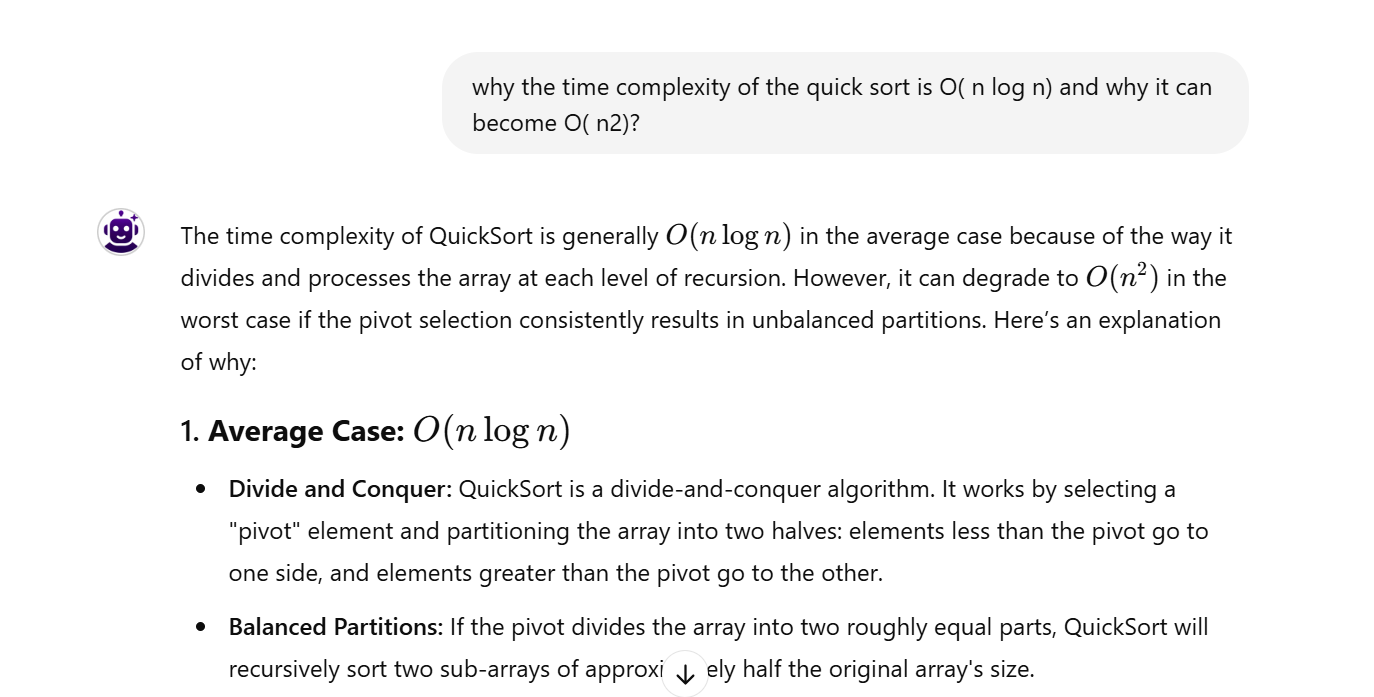 why the time complexity of the quick sort is O( n log n) and why it can
become O( n2)?
The time complexity of QuickSort is generally O(n log n) in the average case because of the way it
divides and processes the array at each level of recursion. However, it can degrade to O(n²) in the
worst case if the pivot selection consistently results in unbalanced partitions. Here’s an explanation
of why:
1. Average Case: O(n log n)
• Divide and Conquer: QuickSort is a divide-and-conquer algorithm. It works by selecting a
"pivot" element and partitioning the array into two halves: elements less than the pivot go to
one side, and elements greater than the pivot go to the other.
• Balanced Partitions: If the pivot divides the array into two roughly equal parts, QuickSort will
recursively sort two sub-arrays of half the original array's size.